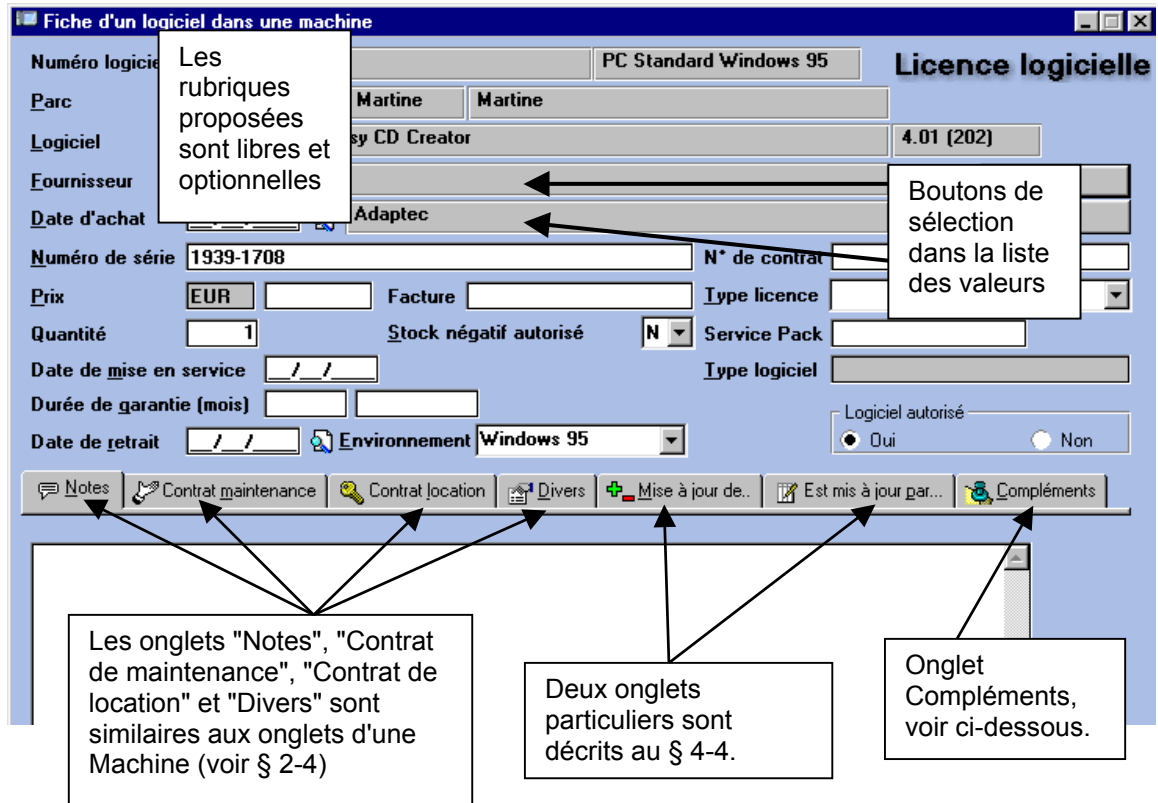 Fiche d'un logiciel dans une machine
Numéro logicie
PC Standard Windows 95
Licence logicielle
Les
rubriques
proposées
sont libres et
optionnelles
Parc
Martine
Martine
Logiciel
sy CD Creator
4.01 (202)
Fournisseur
Date d'achat
__/__/__
Adaptec
Boutons de
sélection
dans la liste
des valeurs
Numéro de série
1939-1708
N° de contrat
Prix
EUR
Facture
Type licence
Quantité
1
Stock négatif autorisé
N
Service Pack
Date de mise en service
__/__/__
Type logiciel
Durée de garantie (mois)
Logiciel autorisé
Date de retrait
__/__/__
Environnement
Windows 95
Oui
Non
Notes
Contrat maintenance
Contrat location
Divers
Mise à jour de..
Est mis à jour par...
Compléments
Les onglets "Notes", "Contrat
de maintenance", "Contrat de
location" et "Divers" sont
similaires aux onglets d'une
Machine (voir § 2-4)
Deux onglets
particuliers sont
décrits au § 4-4.
Onglet
Compléments,
voir ci-dessous.